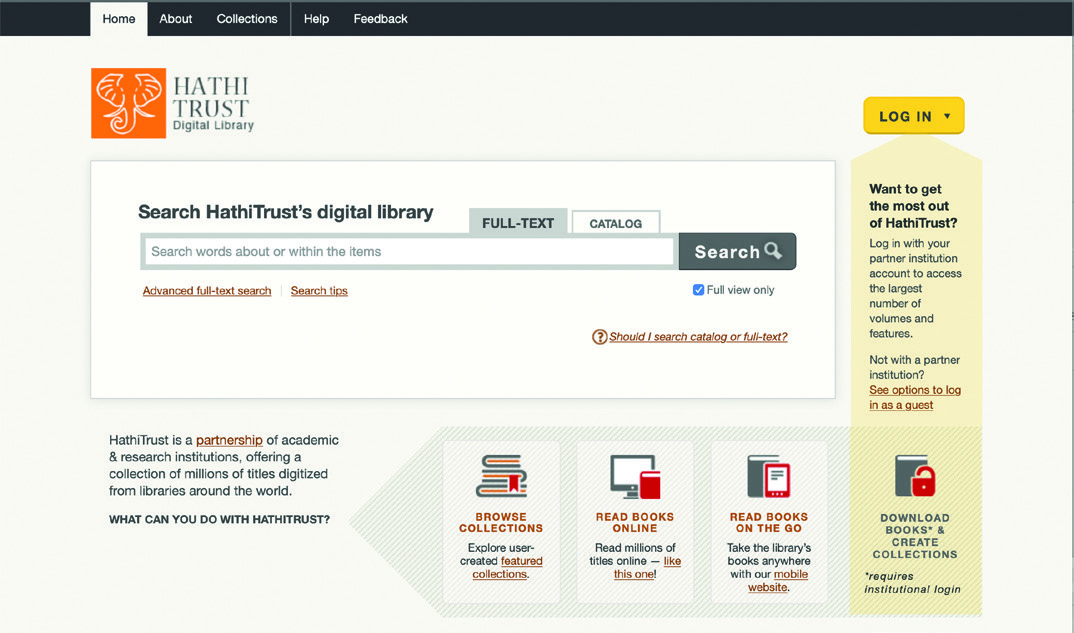 Home About Collections Help Feedback
HATHI
TRUST
Digital Library
LOG IN
Search HathiTrust's digital library
FULL-TEXT CATALOG
Search words about or within the items
Search
Advanced full-text search Search tips
Full view only
Should I search catalog or full-text?
Want to get
the most out
of HathiTrust?
Log in with your
partner institution
account to access
the largest
number of
volumes and
features.
Not with a partner
institution?
See options to log
in as a guest
HathiTrust is a partnership of academic
& research institutions, offering a
collection of millions of titles digitized
from libraries around the world.
WHAT CAN YOU DO WITH HATHITRUST?
BROWSE
COLLECTIONS
Explore user-
created featured
collections.
READ BOOKS
ONLINE
Read millions of
titles online — like
this one!
READ BOOKS
ON THE GO
Take the library's
books anywhere
with our mobile
website.
DOWNLOAD
BOOKS* &
CREATE
COLLECTIONS
*requires
institutional login